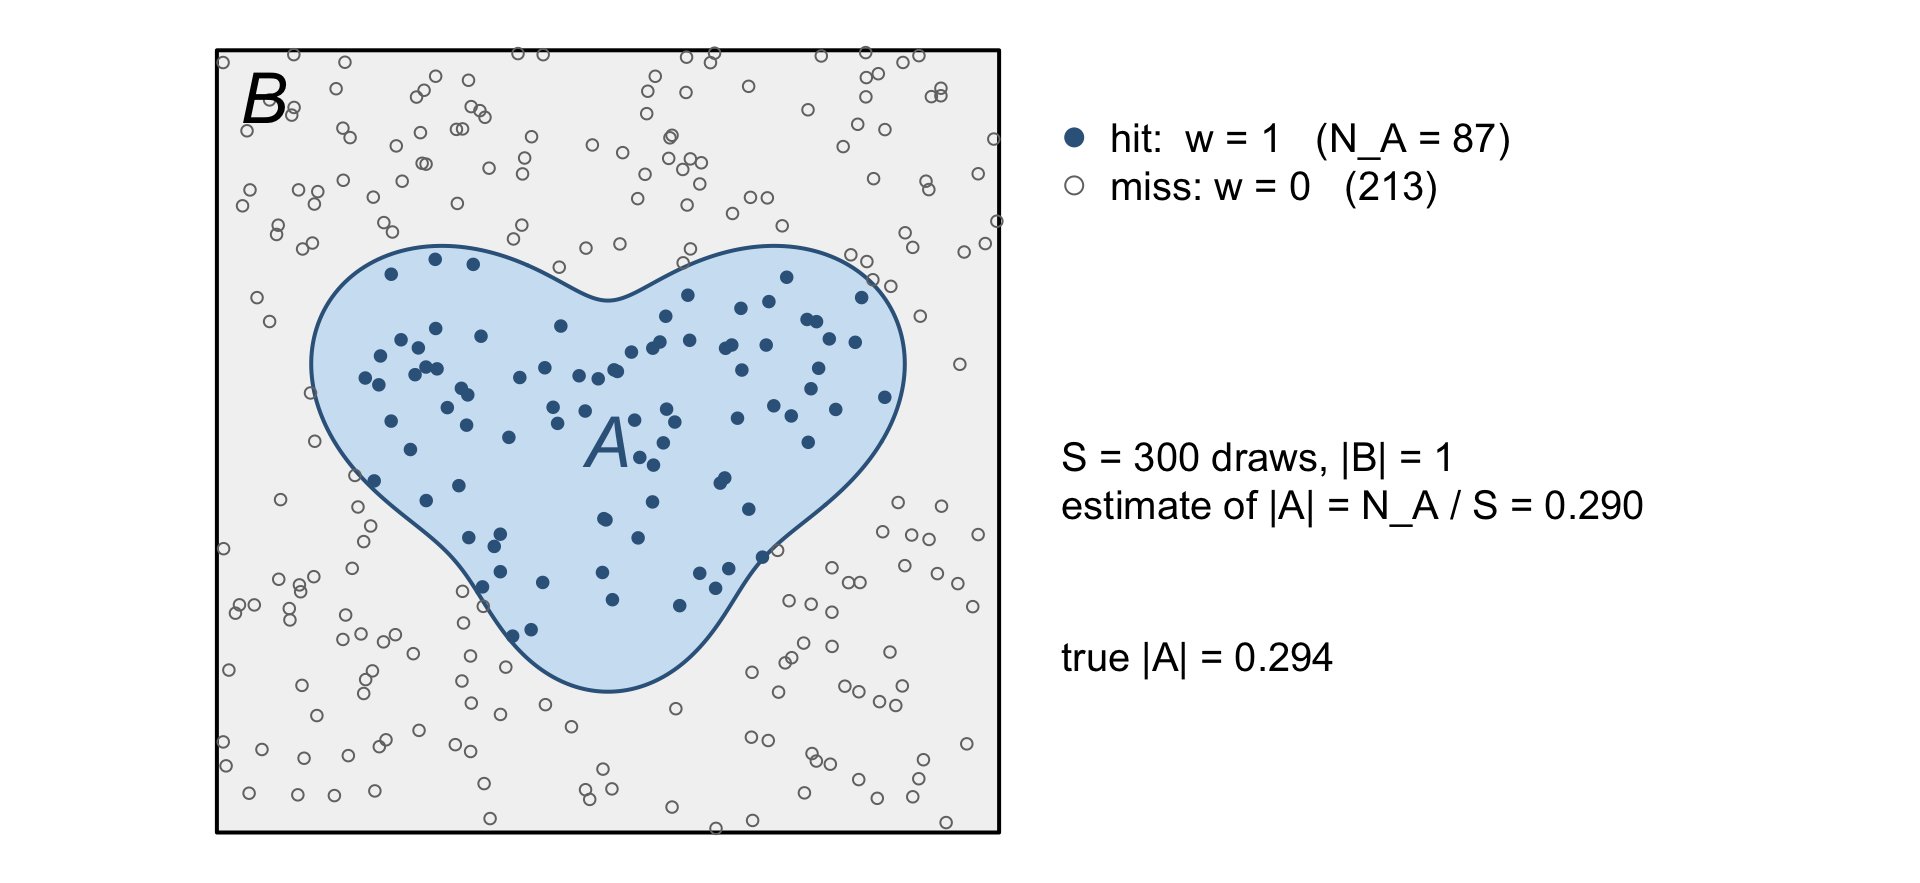 B
hit: w = 1 (N_A = 87)
miss: w = 0 (213)
A
S = 300 draws, |B| = 1
estimate of |A| = N_A / S = 0.290
true |A| = 0.294